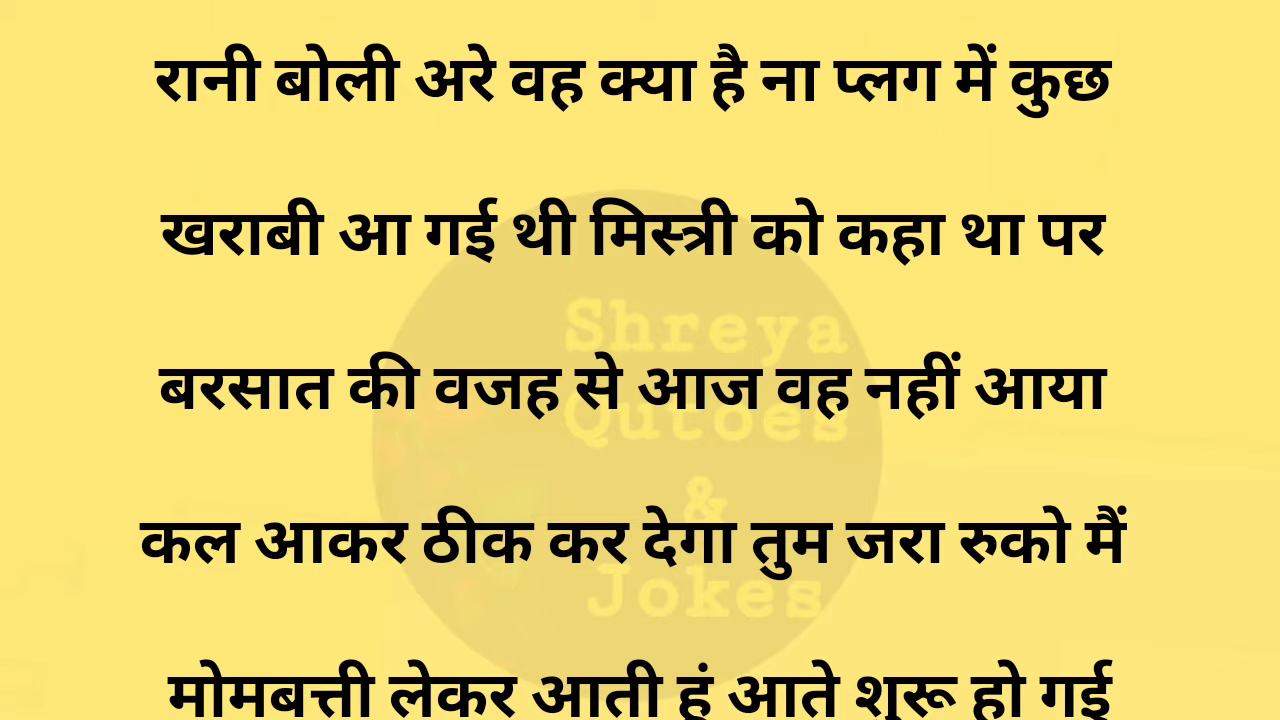 रानी बोली अरे वह क्या है ना प्लग में कुछ
खराबी आ गई थी मिस्त्री को कहा था पर
बरसात की वजह से आज वह नहीं आया
कल आकर ठीक कर देगा तुम जरा रुको मैं
मोमबत्ती लेकर आती हूं आते शुरू हो गई
Shreya
Qutoes
&
Jokes